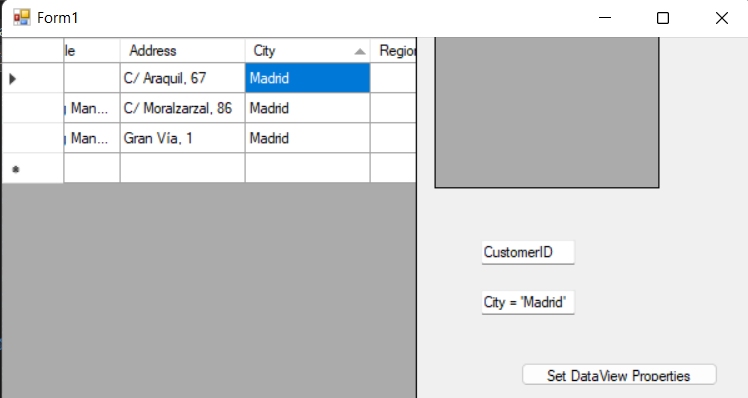 Form1
le Address City Region
C/ Araquil, 67 Madrid
Man... C/ Moralzarzal, 86 Madrid
Man... Gran Vía, 1 Madrid
CustomerID
City = 'Madrid'
Set DataView Properties